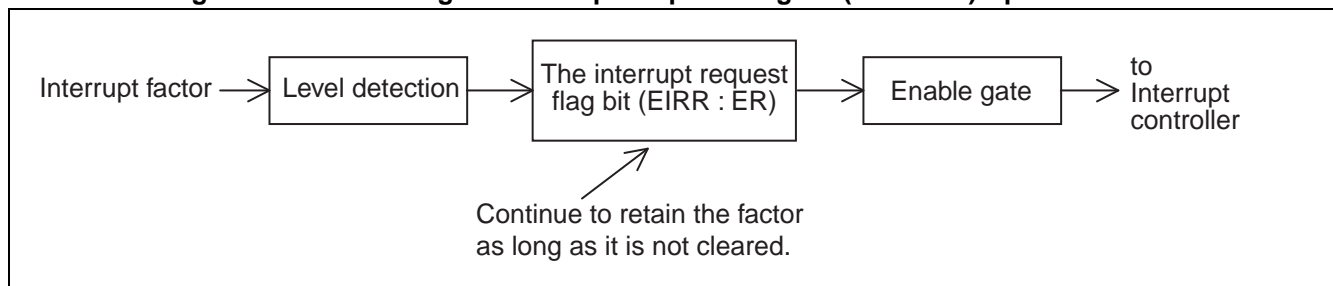 Interrupt factor
Level detection
The interrupt request
flag bit (EIRR : ER)
Enable gate
to
Interrupt
controller
Continue to retain the factor
as long as it is not cleared.